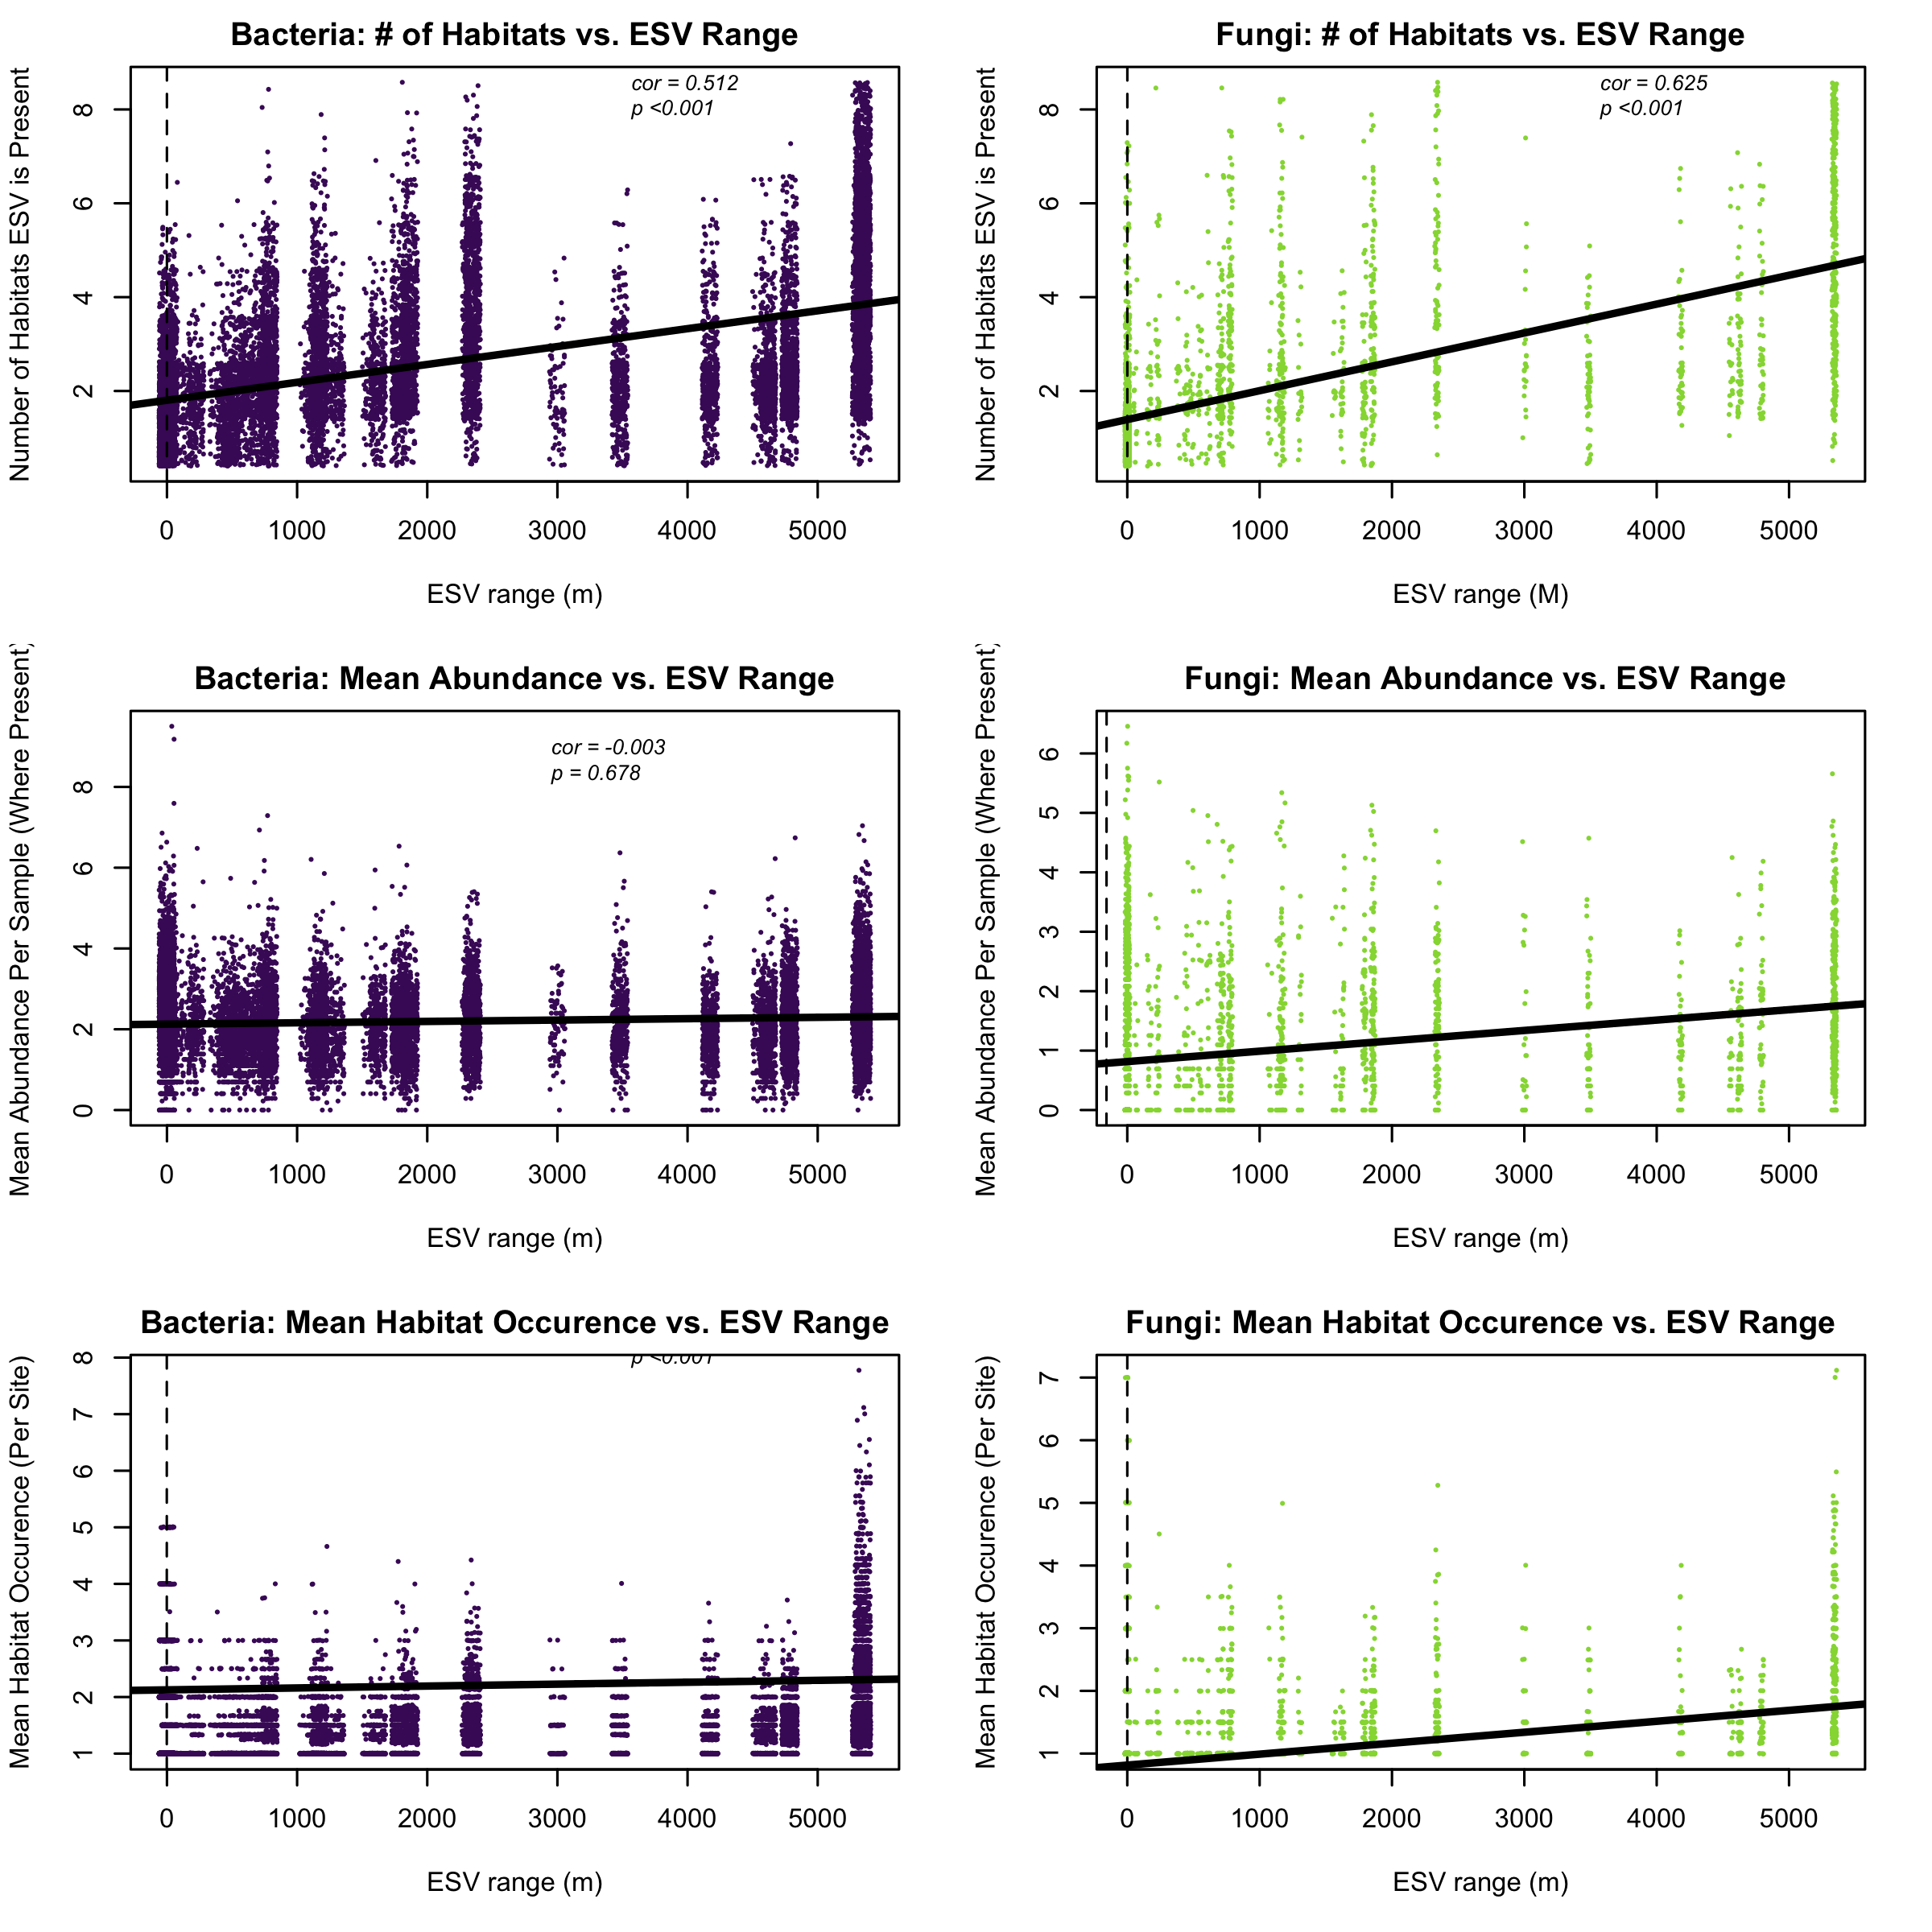 Bacteria: # of Habitats vs. ESV Range
Number of Habitats ESV is Present
8
6
4
2
cor = 0.512
p <0.001
0 1000 2000 3000 4000 5000
ESV range (m)
Fungi: # of Habitats vs. ESV Range
Number of Habitats ESV is Present
8
6
4
2
cor = 0.625
p <0.001
0 1000 2000 3000 4000 5000
ESV range (M)
Bacteria: Mean Abundance vs. ESV Range
Mean Abundance Per Sample (Where Present)
8
6
4
2
0
cor = -0.003
p = 0.678
0 1000 2000 3000 4000 5000
ESV range (m)
Fungi: Mean Abundance vs. ESV Range
Mean Abundance Per Sample (Where Present)
6
5
4
3
2
1
0
0 1000 2000 3000 4000 5000
ESV range (m)
Bacteria: Mean Habitat Occurence vs. ESV Range
Mean Habitat Occurence (Per Site)
8
7
6
5
4
3
2
1
p <0.001
0 1000 2000 3000 4000 5000
ESV range (m)
Fungi: Mean Habitat Occurence vs. ESV Range
Mean Habitat Occurence (Per Site)
7
6
5
4
3
2
1
0 1000 2000 3000 4000 5000
ESV range (m)